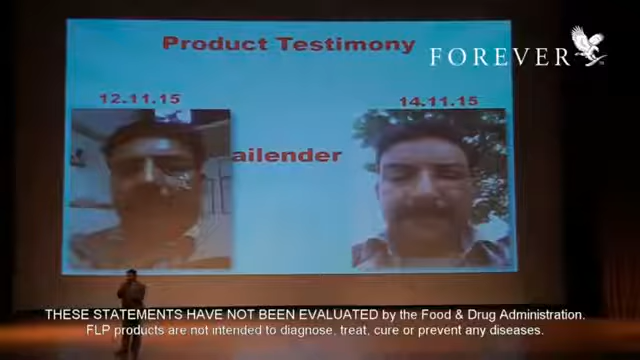 Product Testimony
FOREVER
12.11.15
14.11.15
ailender
THESE STATEMENTS HAVE NOT BEEN EVALUATED by the Food & Drug Administration.
FLP products are not intended to diagnose, treat, cure or prevent any diseases.